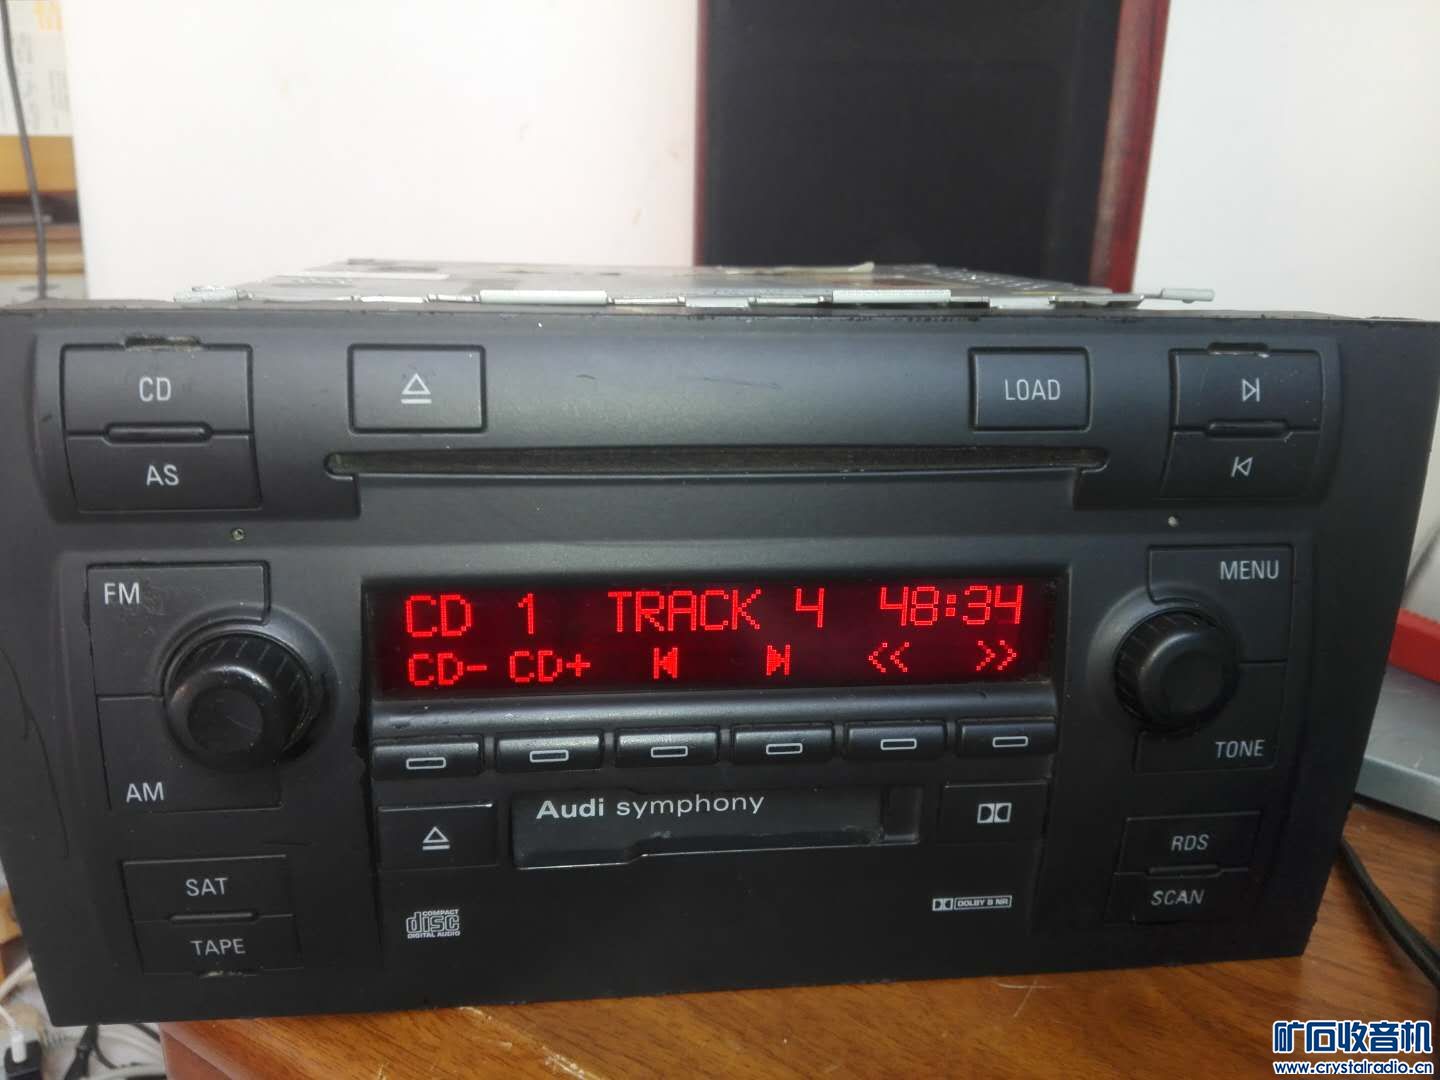 CD
LOAD
AS
FM
MENU
CD 1 TRACK 4 48:34
CD- CD+ << >>
TONE
AM
Audi symphony
RDS
SAT
SCAN
TAPE
COMPACT
disc
DIGITAL AUDIO
DOLBY B NR
矿石收音机
www.crystalradio.cn